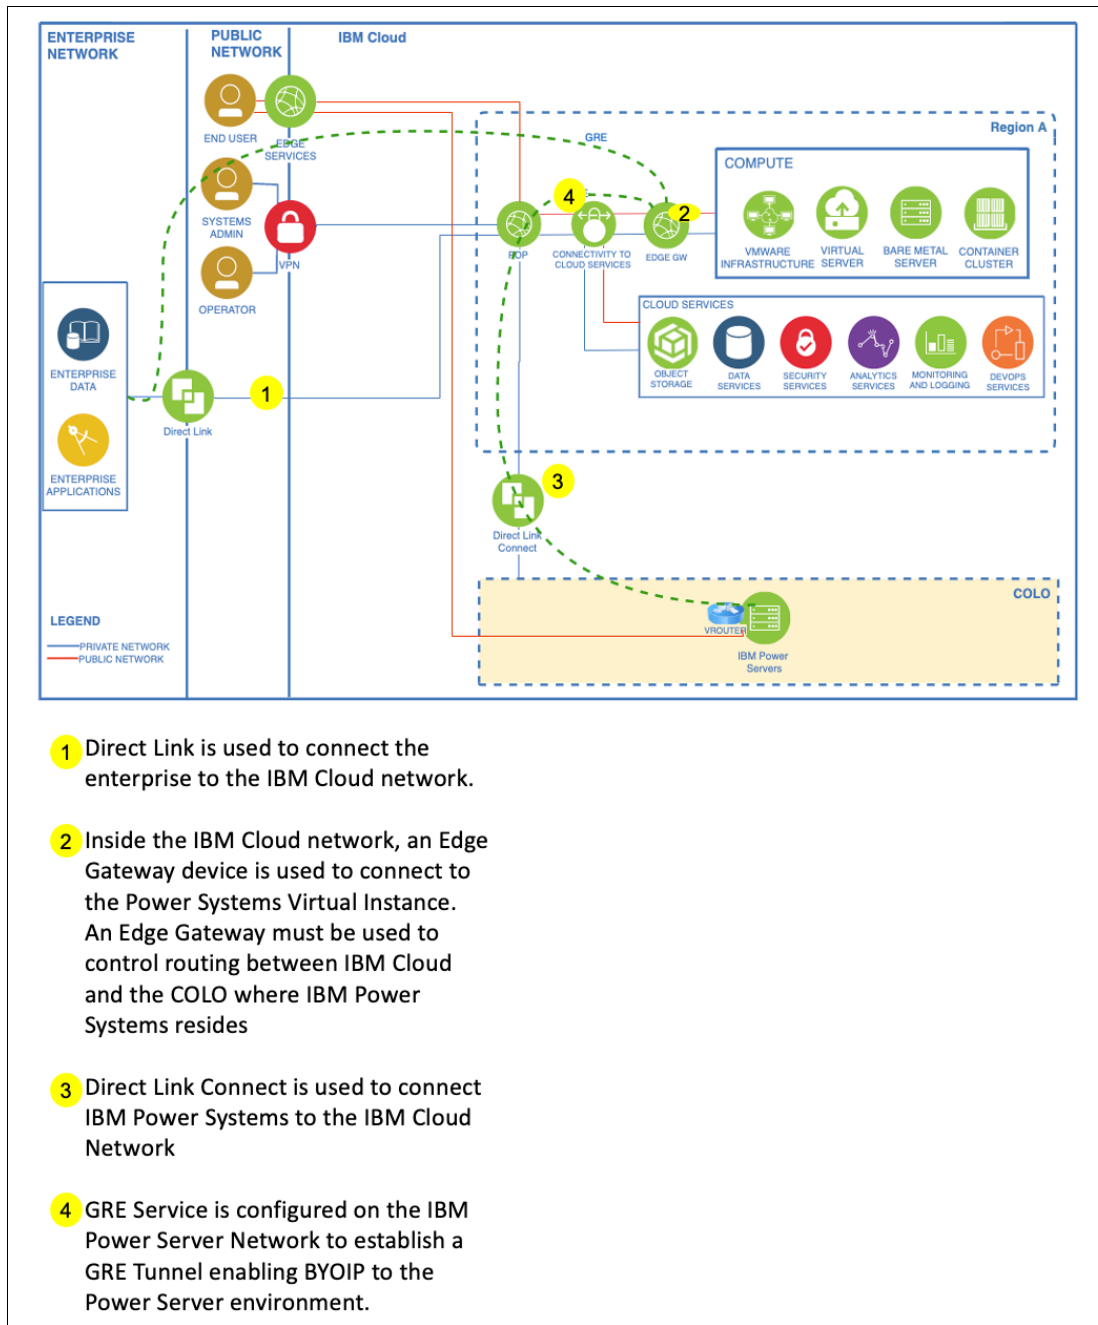 ENTERPRISE
NETWORK
PUBLIC
NETWORK
IBM Cloud
END USER
EDGE
SERVICES
SYSTEMS
ADMIN
VPN
OPERATOR
ENTERPRISE
DATA
ENTERPRISE
APPLICATIONS
Direct Link
1
GRE
Region A
4
2
POP
CONNECTIVITY TO
CLOUD SERVICES
EDGE GW
COMPUTE
VMWARE
INFRASTRUCTURE
VIRTUAL
SERVER
BARE METAL
SERVER
CONTAINER
CLUSTER
CLOUD SERVICES
OBJECT
STORAGE
DATA
SERVICES
SECURITY
SERVICES
ANALYTICS
SERVICES
MONITORING
AND LOGGING
DEVOPS
SERVICES
3
Direct Link
Connect
COLO
VROUTER
IBM Power
Servers
LEGEND
PRIVATE NETWORK
PUBLIC NETWORK
1 Direct Link is used to connect the
enterprise to the IBM Cloud network.
2 Inside the IBM Cloud network, an Edge
Gateway device is used to connect to
the Power Systems Virtual Instance.
An Edge Gateway must be used to
control routing between IBM Cloud
and the COLO where IBM Power
Systems resides
3 Direct Link Connect is used to connect
IBM Power Systems to the IBM Cloud
Network
4 GRE Service is configured on the IBM
Power Server Network to establish a
GRE Tunnel enabling BYOIP to the
Power Server environment.